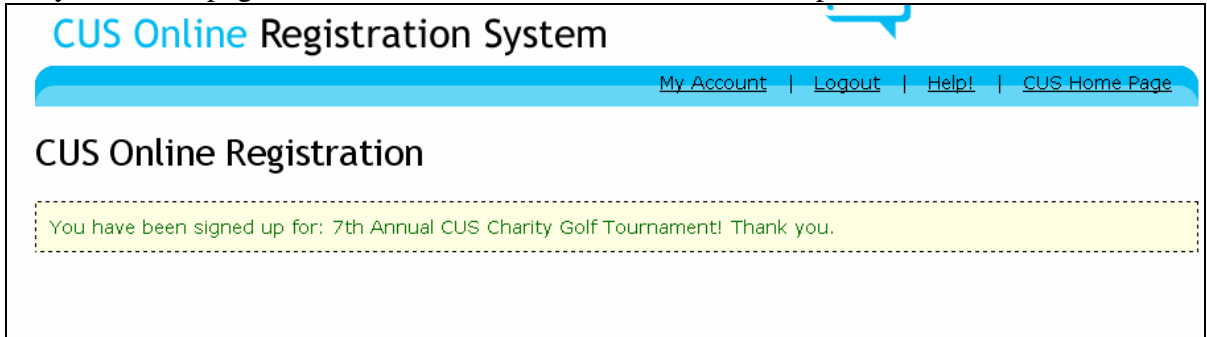 CUS Online Registration System
My Account | Logout | Help! | CUS Home Page
CUS Online Registration
You have been signed up for: 7th Annual CUS Charity Golf Tournament! Thank you.